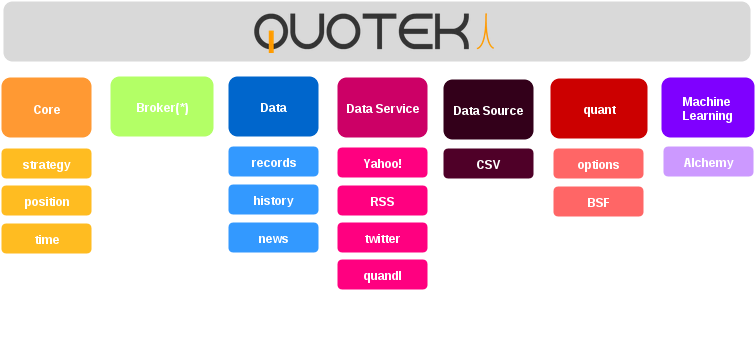 QUOTEK
Core
Broker(*)
Data
Data Service
Data Source
quant
Machine
Learning
strategy
records
Yahoo!
CSV
options
Alchemy
position
history
RSS
BSF
time
news
twitter
quandl